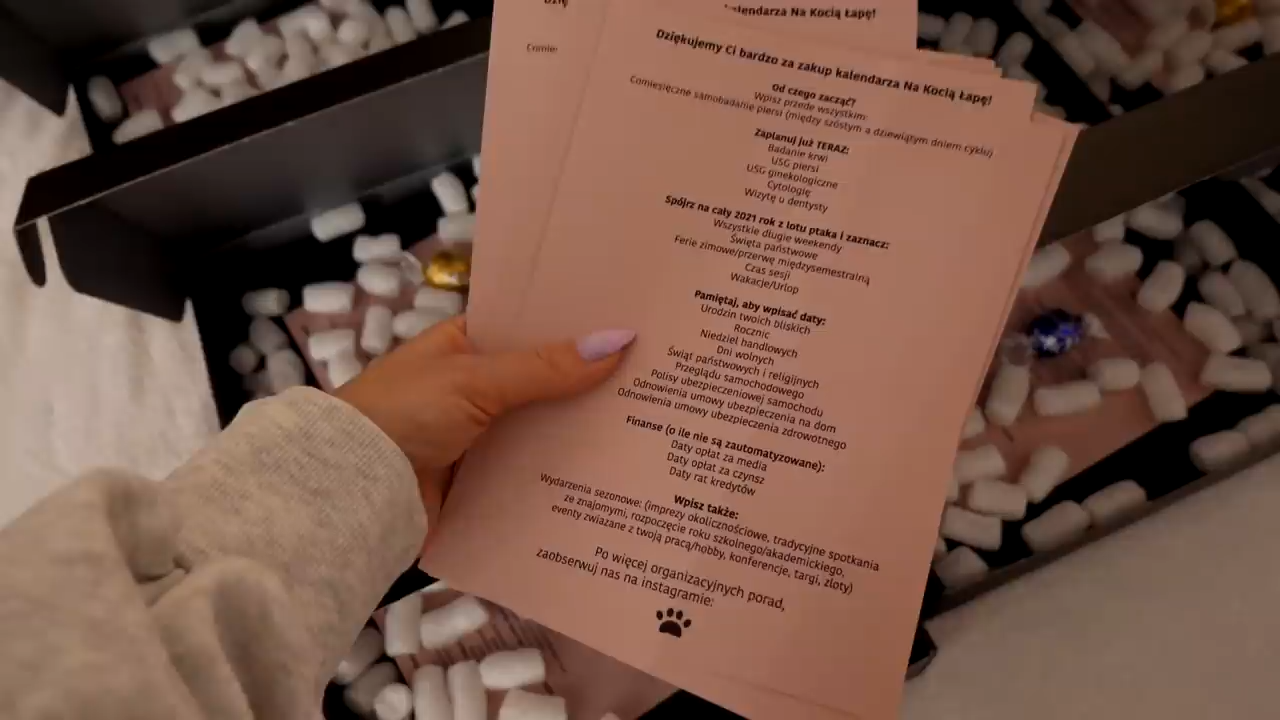 kalendarza Na Kocią Łapę!
Dziękujemy Ci bardzo za zakup kalendarza Na Kocią Łapę!
Od czego zacząć?
Wpisz przede wszystkim:
Comiesięczne samobadanie piersi (między szóstym a dziewiątym dniem cyklu)
Zaplanuj już TERAZ:
Badanie krwi
USG piersi
USG ginekologiczne
Cytologię
Wizytę u dentysty
Spójrz na cały 2021 rok z lotu ptaka i zaznacz:
Wszystkie długie weekendy
Święta państwowe
Ferie zimowe/przerwę międzysemestralną
Czas sesji
Wakacje/Urlop
Pamiętaj, aby wpisać daty:
Urodzin twoich bliskich
Rocznic
Niedziel handlowych
Dni wolnych
Świąt państwowych i religijnych
Przeglądu samochodowego
Polisy ubezpieczeniowej samochodu
Odnowienia umowy ubezpieczenia na dom
Odnowienia umowy ubezpieczenia zdrowotnego
Finanse (o ile nie są zautomatyzowane):
Daty opłat za media
Daty opłat za czynsz
Daty rat kredytów
Wpisz także:
Wydarzenia sezonowe: (imprezy okolicznościowe, tradycyjne spotkania
ze znajomymi, rozpoczęcie roku szkolnego/akademickiego,
eventy związane z twoją pracą/hobby, konferencje, targi, zloty)
Po więcej organizacyjnych porad,
zaobserwuj nas na instagramie: